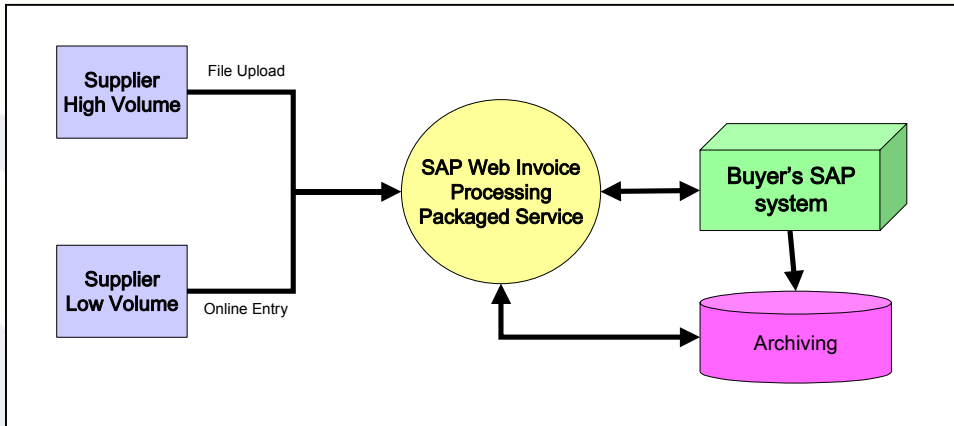 Supplier
High Volume
File Upload
SAP Web Invoice
Processing
Packaged Service
Buyer's SAP
system
Supplier
Low Volume
Online Entry
Archiving